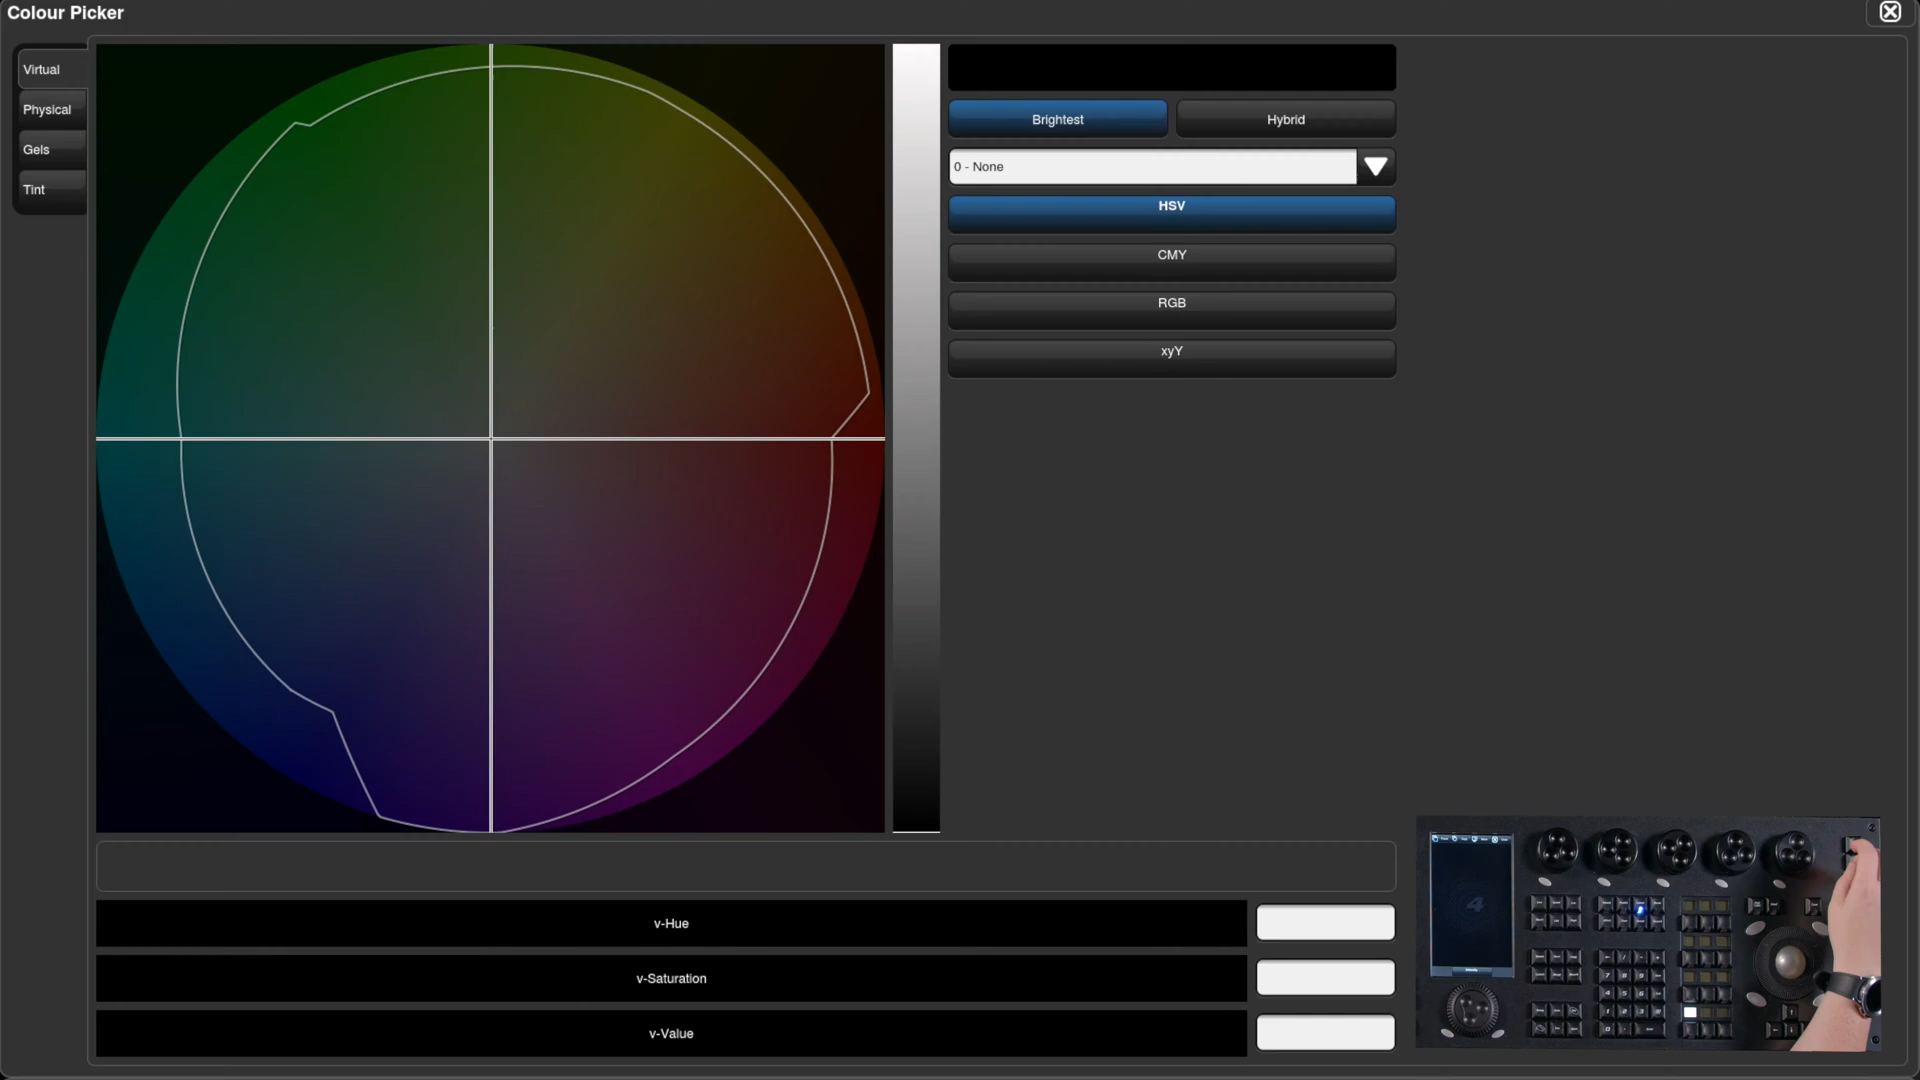 Colour Picker
Virtual
Physical
Gels
Tint
Brightest
Hybrid
0 - None
HSV
CMY
RGB
xyY
v-Hue
v-Saturation
v-Value